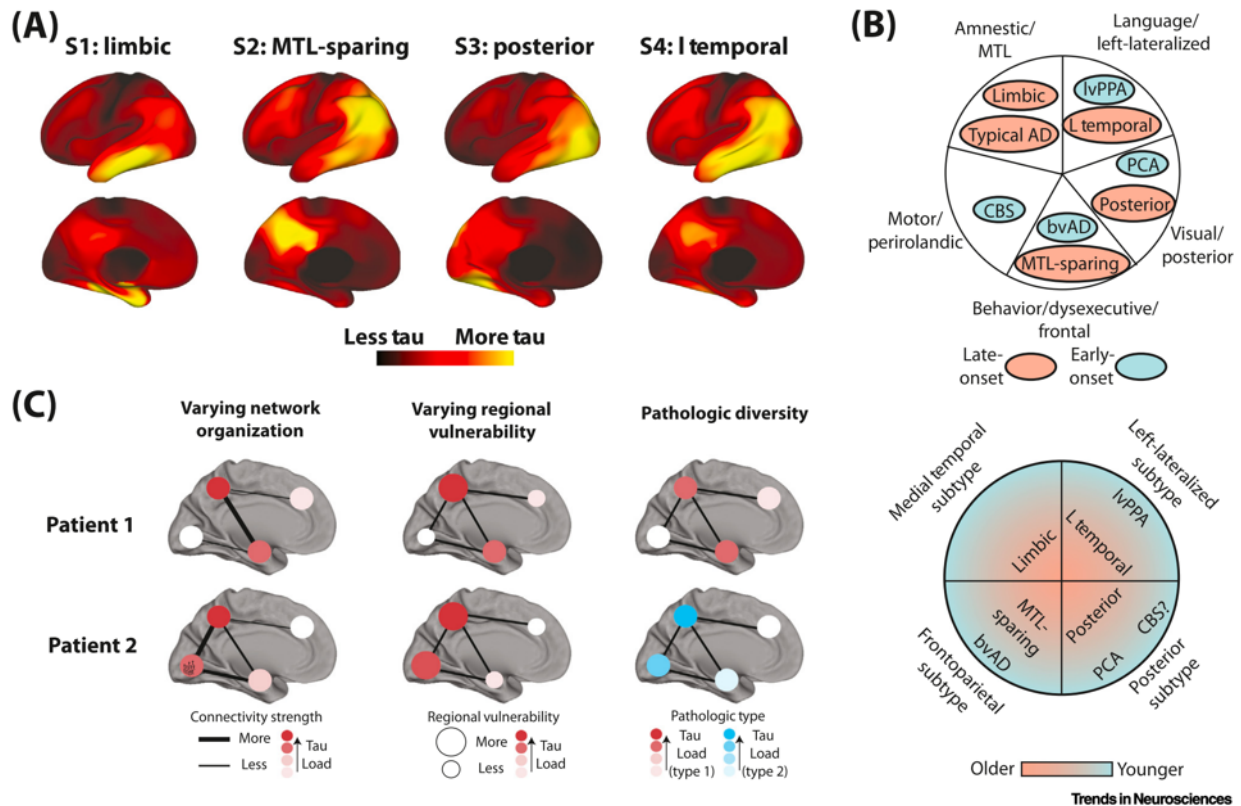 (A)
S1: limbic
S2: MTL-sparing
S3: posterior
S4: l temporal
Less tau
More tau
(B)
Amnestic/
MTL
Language/
left-lateralized
Limbic
Typical AD
lvPPA
L temporal
PCA
Posterior
CBS
bvAD
MTL-sparing
Motor/
perirolandic
Visual/
posterior
Behavior/dysexecutive/
frontal
Late-
onset
Early-
onset
Medial temporal
subtype
Left-lateralized
subtype
Limbic
lvPPA
L temporal
MTL-
sparing
bvAD
Posterior
PCA
CBS?
Frontoparietal
subtype
Posterior
subtype
Older
Younger
(C)
Varying network
organization
Varying regional
vulnerability
Pathologic diversity
Patient 1
Patient 2
Connectivity strength
More
Less
Tau
Load
Regional vulnerability
More
Less
Tau
Load
Pathologic type
Tau
Load
(type 1)
Tau
Load
(type 2)
Trends in Neurosciences